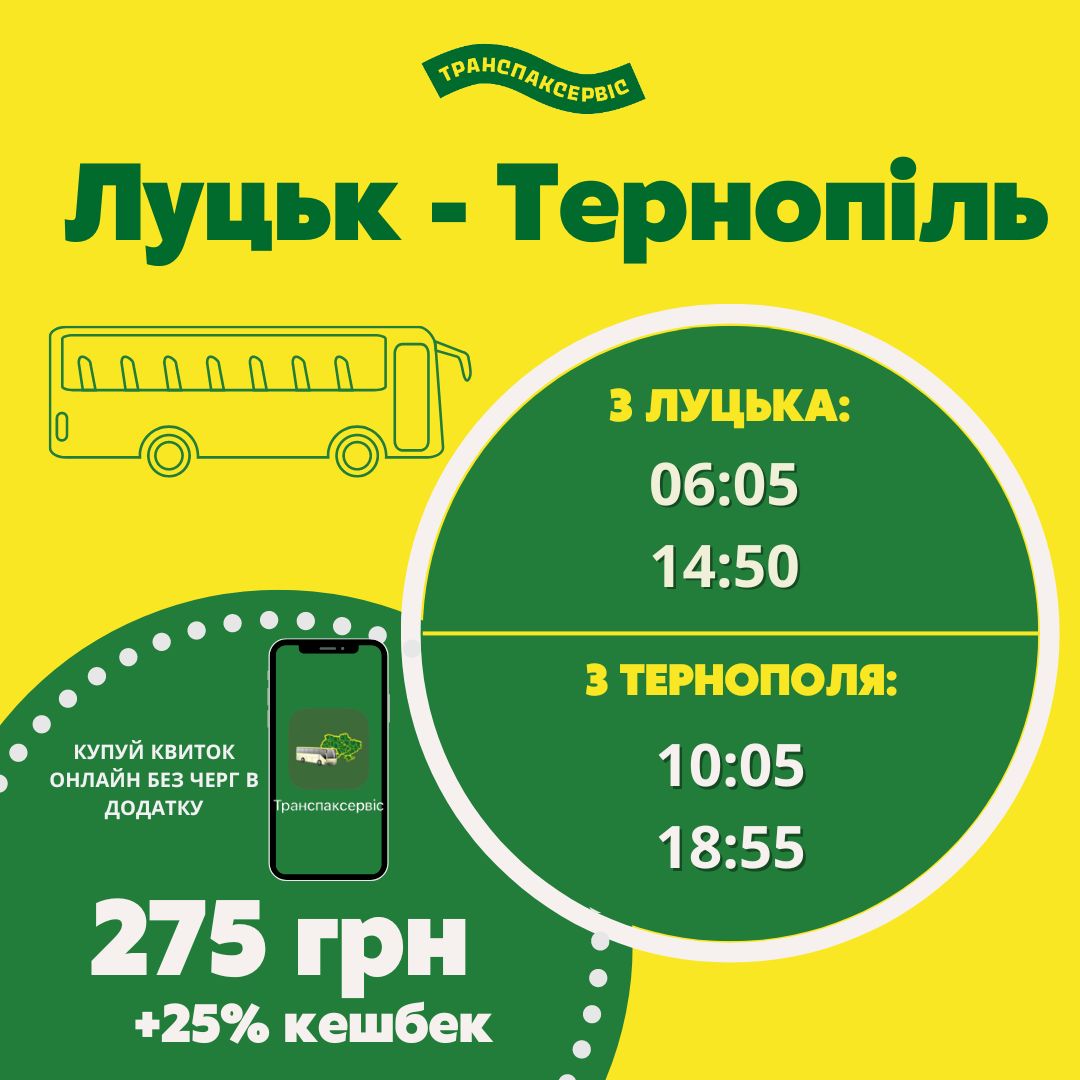 ТРАНСПАКСЕРВІС
Луцьк - Тернопіль
З ЛУЦЬКА:
06:05
14:50
З ТЕРНОПОЛЯ:
10:05
18:55
КУПУЙ КВИТОК
ОНЛАЙН БЕЗ ЧЕРГ В
ДОДАТКУ
Транспаксервіс
275 грн
+25% кешбек